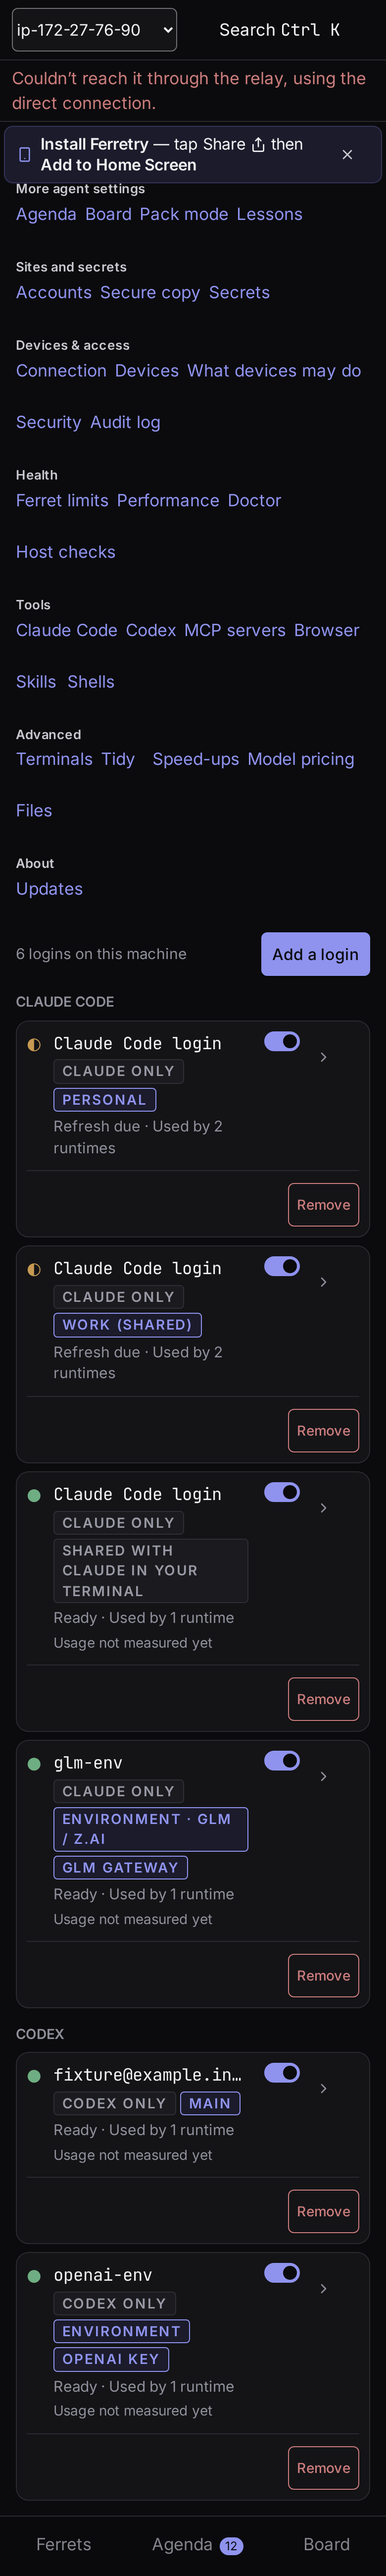 ip-172-27-76-90
Search Ctrl K
Couldn’t reach it through the relay, using the
direct connection.
Install Ferretry — tap Share then
Add to Home Screen
More agent settings
Agenda Board Pack mode Lessons
Sites and secrets
Accounts Secure copy Secrets
Devices & access
Connection Devices What devices may do
Security Audit log
Health
Ferret limits Performance Doctor
Host checks
Tools
Claude Code Codex MCP servers Browser
Skills Shells
Advanced
Terminals Tidy Speed-ups Model pricing
Files
About
Updates
6 logins on this machine
Add a login
CLAUDE CODE
Claude Code login
CLAUDE ONLY
PERSONAL
Refresh due · Used by 2
runtimes
Remove
Claude Code login
CLAUDE ONLY
WORK (SHARED)
Refresh due · Used by 2
runtimes
Remove
Claude Code login
CLAUDE ONLY
SHARED WITH
CLAUDE IN YOUR
TERMINAL
Ready · Used by 1 runtime
Usage not measured yet
Remove
glm-env
CLAUDE ONLY
ENVIRONMENT · GLM
/ Z.AI
GLM GATEWAY
Ready · Used by 1 runtime
Usage not measured yet
Remove
CODEX
fixture@example.in…
CODEX ONLY MAIN
Ready · Used by 1 runtime
Usage not measured yet
Remove
openai-env
CODEX ONLY
ENVIRONMENT
OPENAI KEY
Ready · Used by 1 runtime
Usage not measured yet
Remove
Ferrets Agenda 12 Board